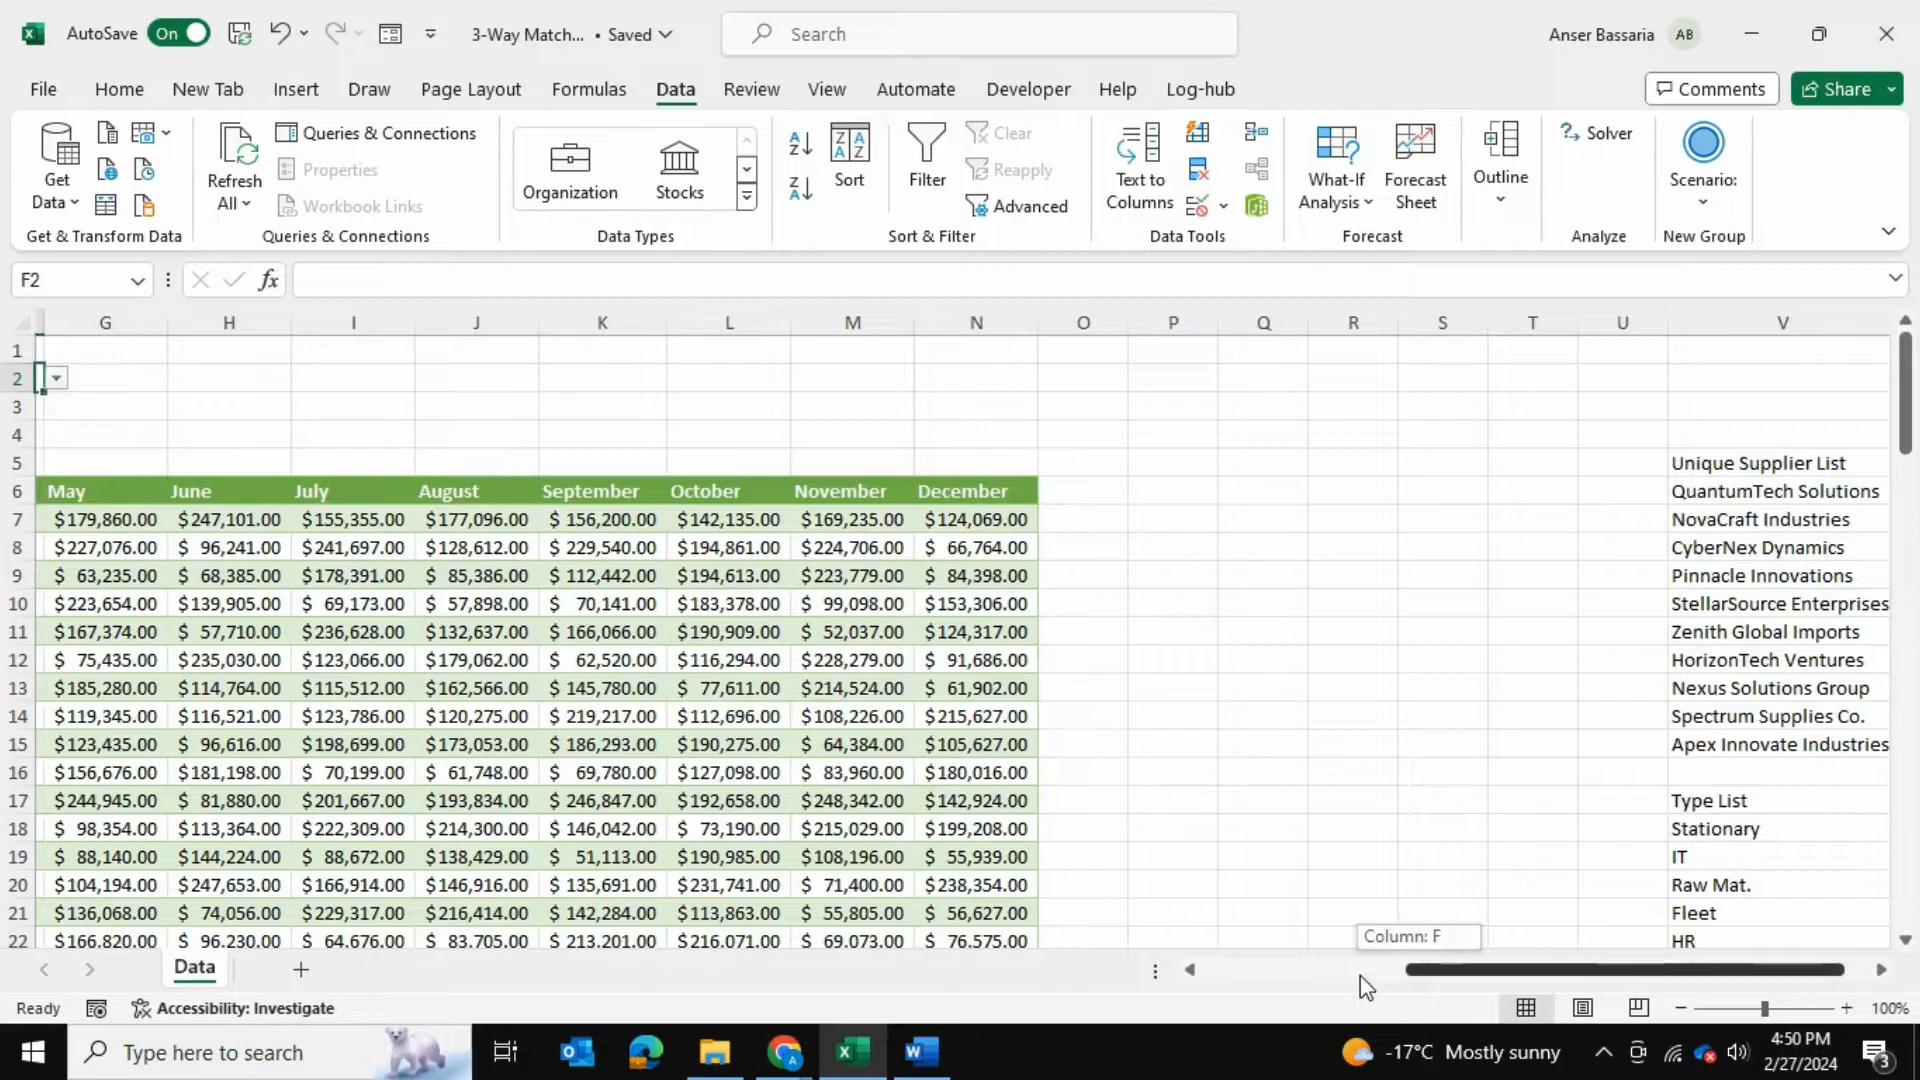 AutoSave On 3-Way Match... • Saved Search Anser Bassaria AB
File Home New Tab Insert Draw Page Layout Formulas Data Review View Automate Developer Help Log-hub Comments Share
Get Data
Refresh All
Queries & Connections
Properties
Workbook Links
Organization Stocks
Sort
Filter
Clear
Reapply
Advanced
Text to Columns
What-If Analysis
Forecast Sheet
Outline
Solver
Scenario:
Get & Transform Data Queries & Connections Data Types Sort & Filter Data Tools Forecast Analyze New Group
F2 fx
G H I J K L M N O P Q R S T U V
1
2
3
4
5 Unique Supplier List
6 May June July August September October November December QuantumTech Solutions
7 $179,860.00 $247,101.00 $155,355.00 $177,096.00 $ 156,200.00 $142,135.00 $169,235.00 $124,069.00 NovaCraft Industries
8 $227,076.00 $ 96,241.00 $241,697.00 $128,612.00 $ 229,540.00 $194,861.00 $224,706.00 $ 66,764.00 CyberNex Dynamics
9 $ 63,235.00 $ 68,385.00 $178,391.00 $ 85,386.00 $ 112,442.00 $194,613.00 $223,779.00 $ 84,398.00 Pinnacle Innovations
10 $223,654.00 $139,905.00 $ 69,173.00 $ 57,898.00 $ 70,141.00 $183,378.00 $ 99,098.00 $153,306.00 StellarSource Enterprises
11 $167,374.00 $ 57,710.00 $236,628.00 $132,637.00 $ 166,066.00 $190,909.00 $ 52,037.00 $124,317.00 Zenith Global Imports
12 $ 75,435.00 $235,030.00 $123,066.00 $179,062.00 $ 62,520.00 $116,294.00 $228,279.00 $ 91,686.00 HorizonTech Ventures
13 $185,280.00 $114,764.00 $115,512.00 $162,566.00 $ 145,780.00 $ 77,611.00 $214,524.00 $ 61,902.00 Nexus Solutions Group
14 $119,345.00 $116,521.00 $123,786.00 $120,275.00 $ 219,217.00 $112,696.00 $108,226.00 $215,627.00 Spectrum Supplies Co.
15 $123,435.00 $ 96,616.00 $198,699.00 $173,053.00 $ 186,293.00 $190,275.00 $ 64,384.00 $105,627.00 Apex Innovate Industries
16 $156,676.00 $181,198.00 $ 70,199.00 $ 61,748.00 $ 69,780.00 $127,098.00 $ 83,960.00 $180,016.00
17 $244,945.00 $ 81,880.00 $201,667.00 $193,834.00 $ 246,847.00 $192,658.00 $248,342.00 $142,924.00 Type List
18 $ 98,354.00 $113,364.00 $222,309.00 $214,300.00 $ 146,042.00 $ 73,190.00 $215,029.00 $199,208.00 Stationary
19 $ 88,140.00 $144,224.00 $ 88,672.00 $138,429.00 $ 51,113.00 $190,985.00 $108,196.00 $ 55,939.00 IT
20 $104,194.00 $247,653.00 $166,914.00 $146,916.00 $ 135,691.00 $231,741.00 $ 71,400.00 $238,354.00 Raw Mat.
21 $136,068.00 $ 74,056.00 $229,317.00 $216,414.00 $ 142,284.00 $113,863.00 $ 55,805.00 $ 56,627.00 Fleet
22 $166,820.00 $ 96,230.00 $ 64,676.00 $ 83,705.00 $ 213,201.00 $216,071.00 $ 69,073.00 $ 76,575.00 HR
Column: F
Data
Ready Accessibility: Investigate 100%
Type here to search -17°C Mostly sunny 4:50 PM
2/27/2024 3